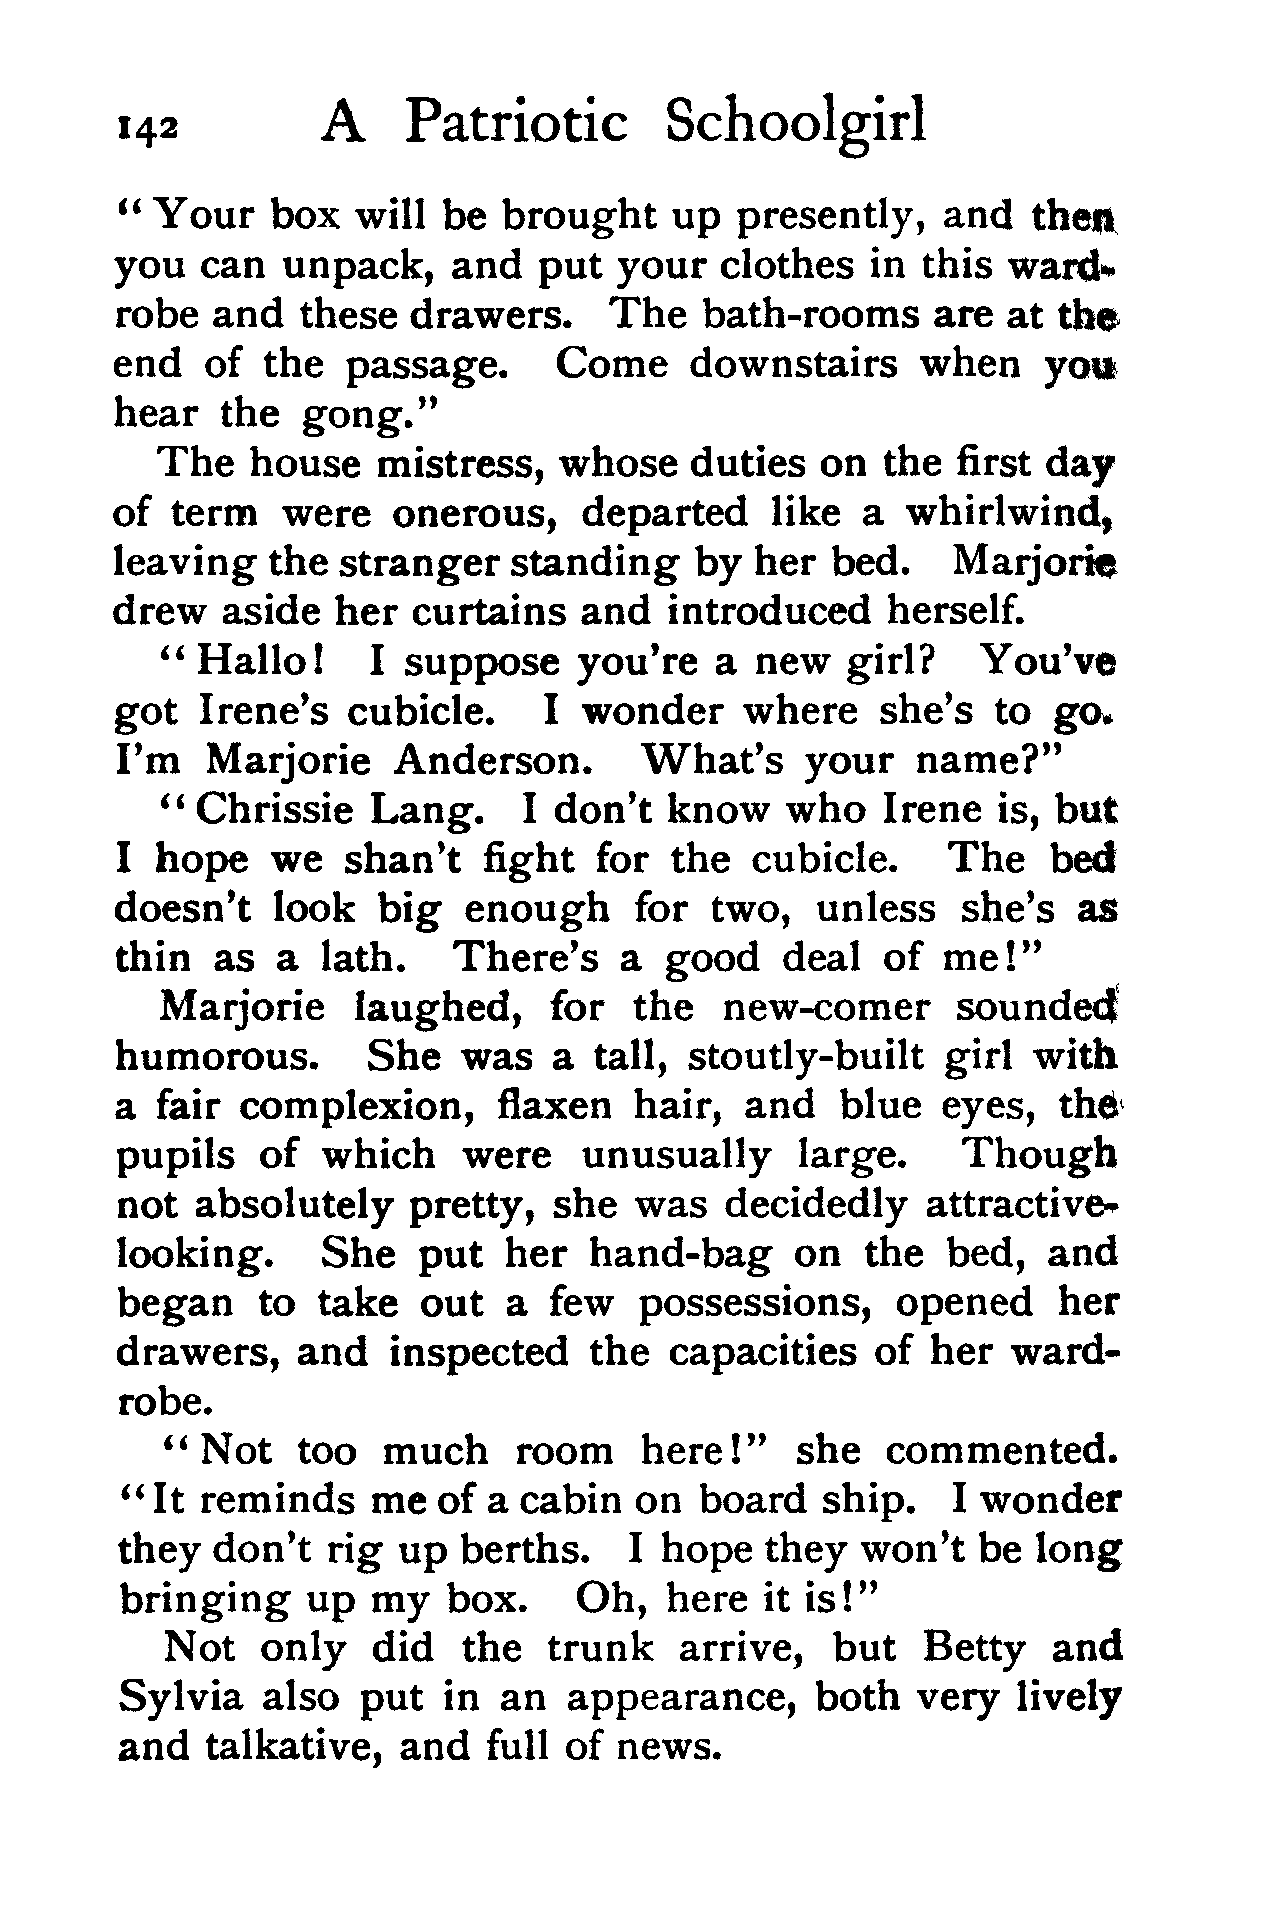 142 A Patriotic Schoolgirl
“Your box will be brought up presently, and then
you can unpack, and put your clothes in this ward-
robe and these drawers. The bath-rooms are at the
end of the passage. Come downstairs when you
hear the gong.”
The house mistress, whose duties on the first day
of term were onerous, departed like a whirlwind,
leaving the stranger standing by her bed. Marjorie
drew aside her curtains and introduced herself.
“Hallo! I suppose you’re a new girl? You’ve
got Irene’s cubicle. I wonder where she’s to go.
I’m Marjorie Anderson. What’s your name?”
“Chrissie Lang. I don’t know who Irene is, but
I hope we shan’t fight for the cubicle. The bed
doesn’t look big enough for two, unless she’s as
thin as a lath. There’s a good deal of me!”
Marjorie laughed, for the new-comer sounded
humorous. She was a tall, stoutly-built girl with
a fair complexion, flaxen hair, and blue eyes, the
pupils of which were unusually large. Though
not absolutely pretty, she was decidedly attractive-
looking. She put her hand-bag on the bed, and
began to take out a few possessions, opened her
drawers, and inspected the capacities of her ward-
robe.
“Not too much room here!” she commented.
“It reminds me of a cabin on board ship. I wonder
they don’t rig up berths. I hope they won’t be long
bringing up my box. Oh, here it is!”
Not only did the trunk arrive, but Betty and
Sylvia also put in an appearance, both very lively
and talkative, and full of news.